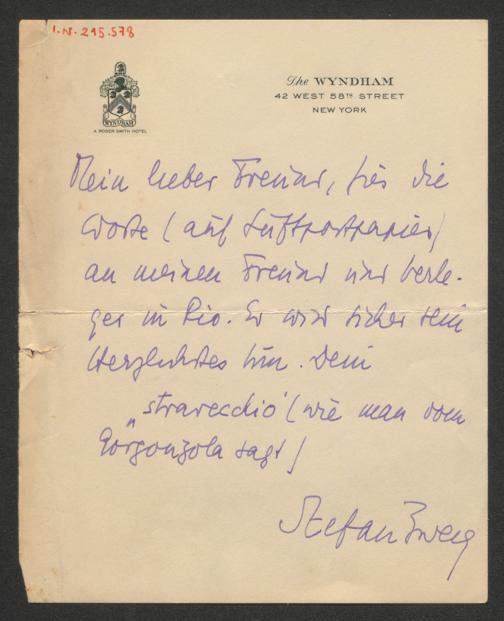 I.N. 215.578
WYNDHAM
A ROGER SMITH HOTEL
The WYNDHAM
42 WEST 58TH STREET
NEW YORK
Mein lieber Freund, hier die
Worte (auf Luftpostpapier)
an meinen Freund und Verle-
ger in Rio. Er wird sicher sein
Herzlichstes tun. Dein
„stravecchio" (wie man vom
Gorgonzola sagt)
Stefan Zweig